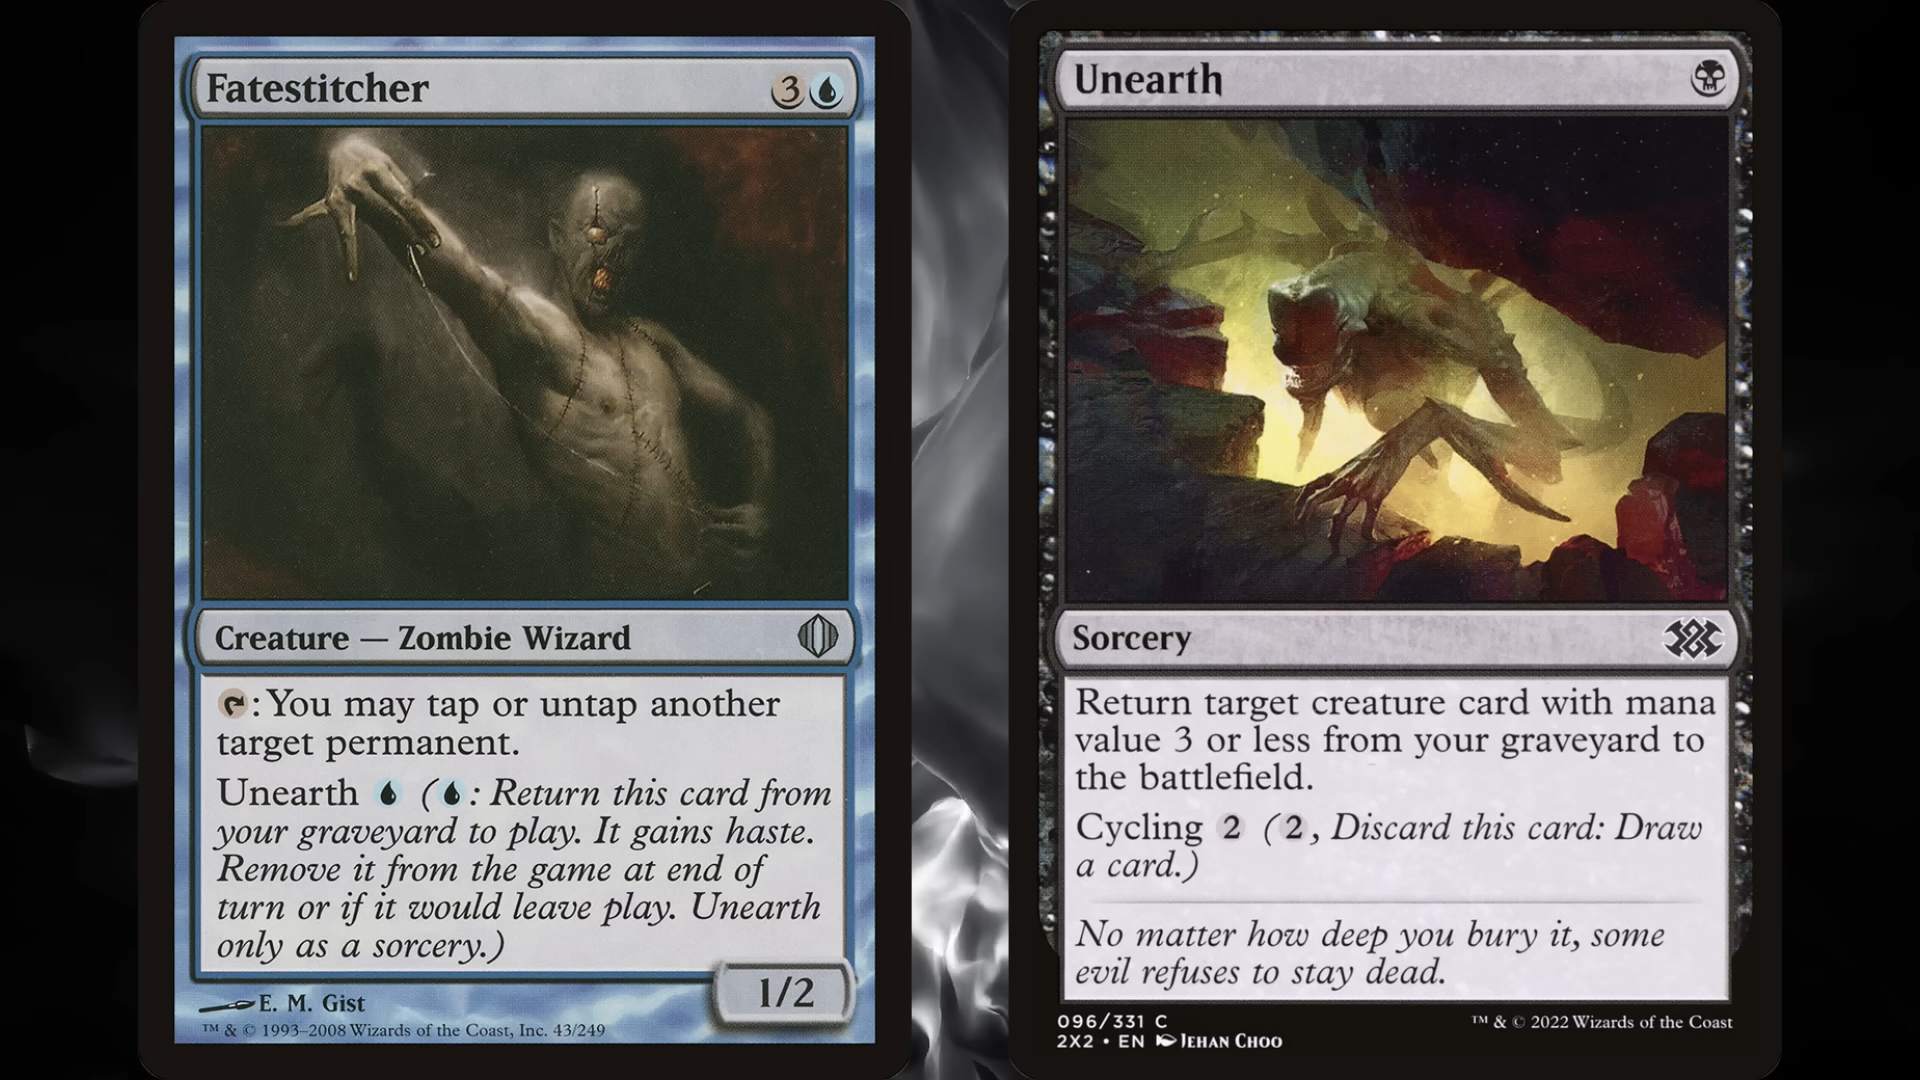 Fatestitcher
3
Creature — Zombie Wizard
: You may tap or untap another
target permanent.
Unearth (: Return this card from
your graveyard to play. It gains haste.
Remove it from the game at end of
turn or if it would leave play. Unearth
only as a sorcery.)
1/2
E. M. Gist
™ & © 1993–2008 Wizards of the Coast, Inc. 43/249
Unearth
Sorcery
Return target creature card with mana
value 3 or less from your graveyard to
the battlefield.
Cycling 2 (2, Discard this card: Draw
a card.)
No matter how deep you bury it, some
evil refuses to stay dead.
096/331 C
2X2 • EN Jehan Choo
™ & © 2022 Wizards of the Coast